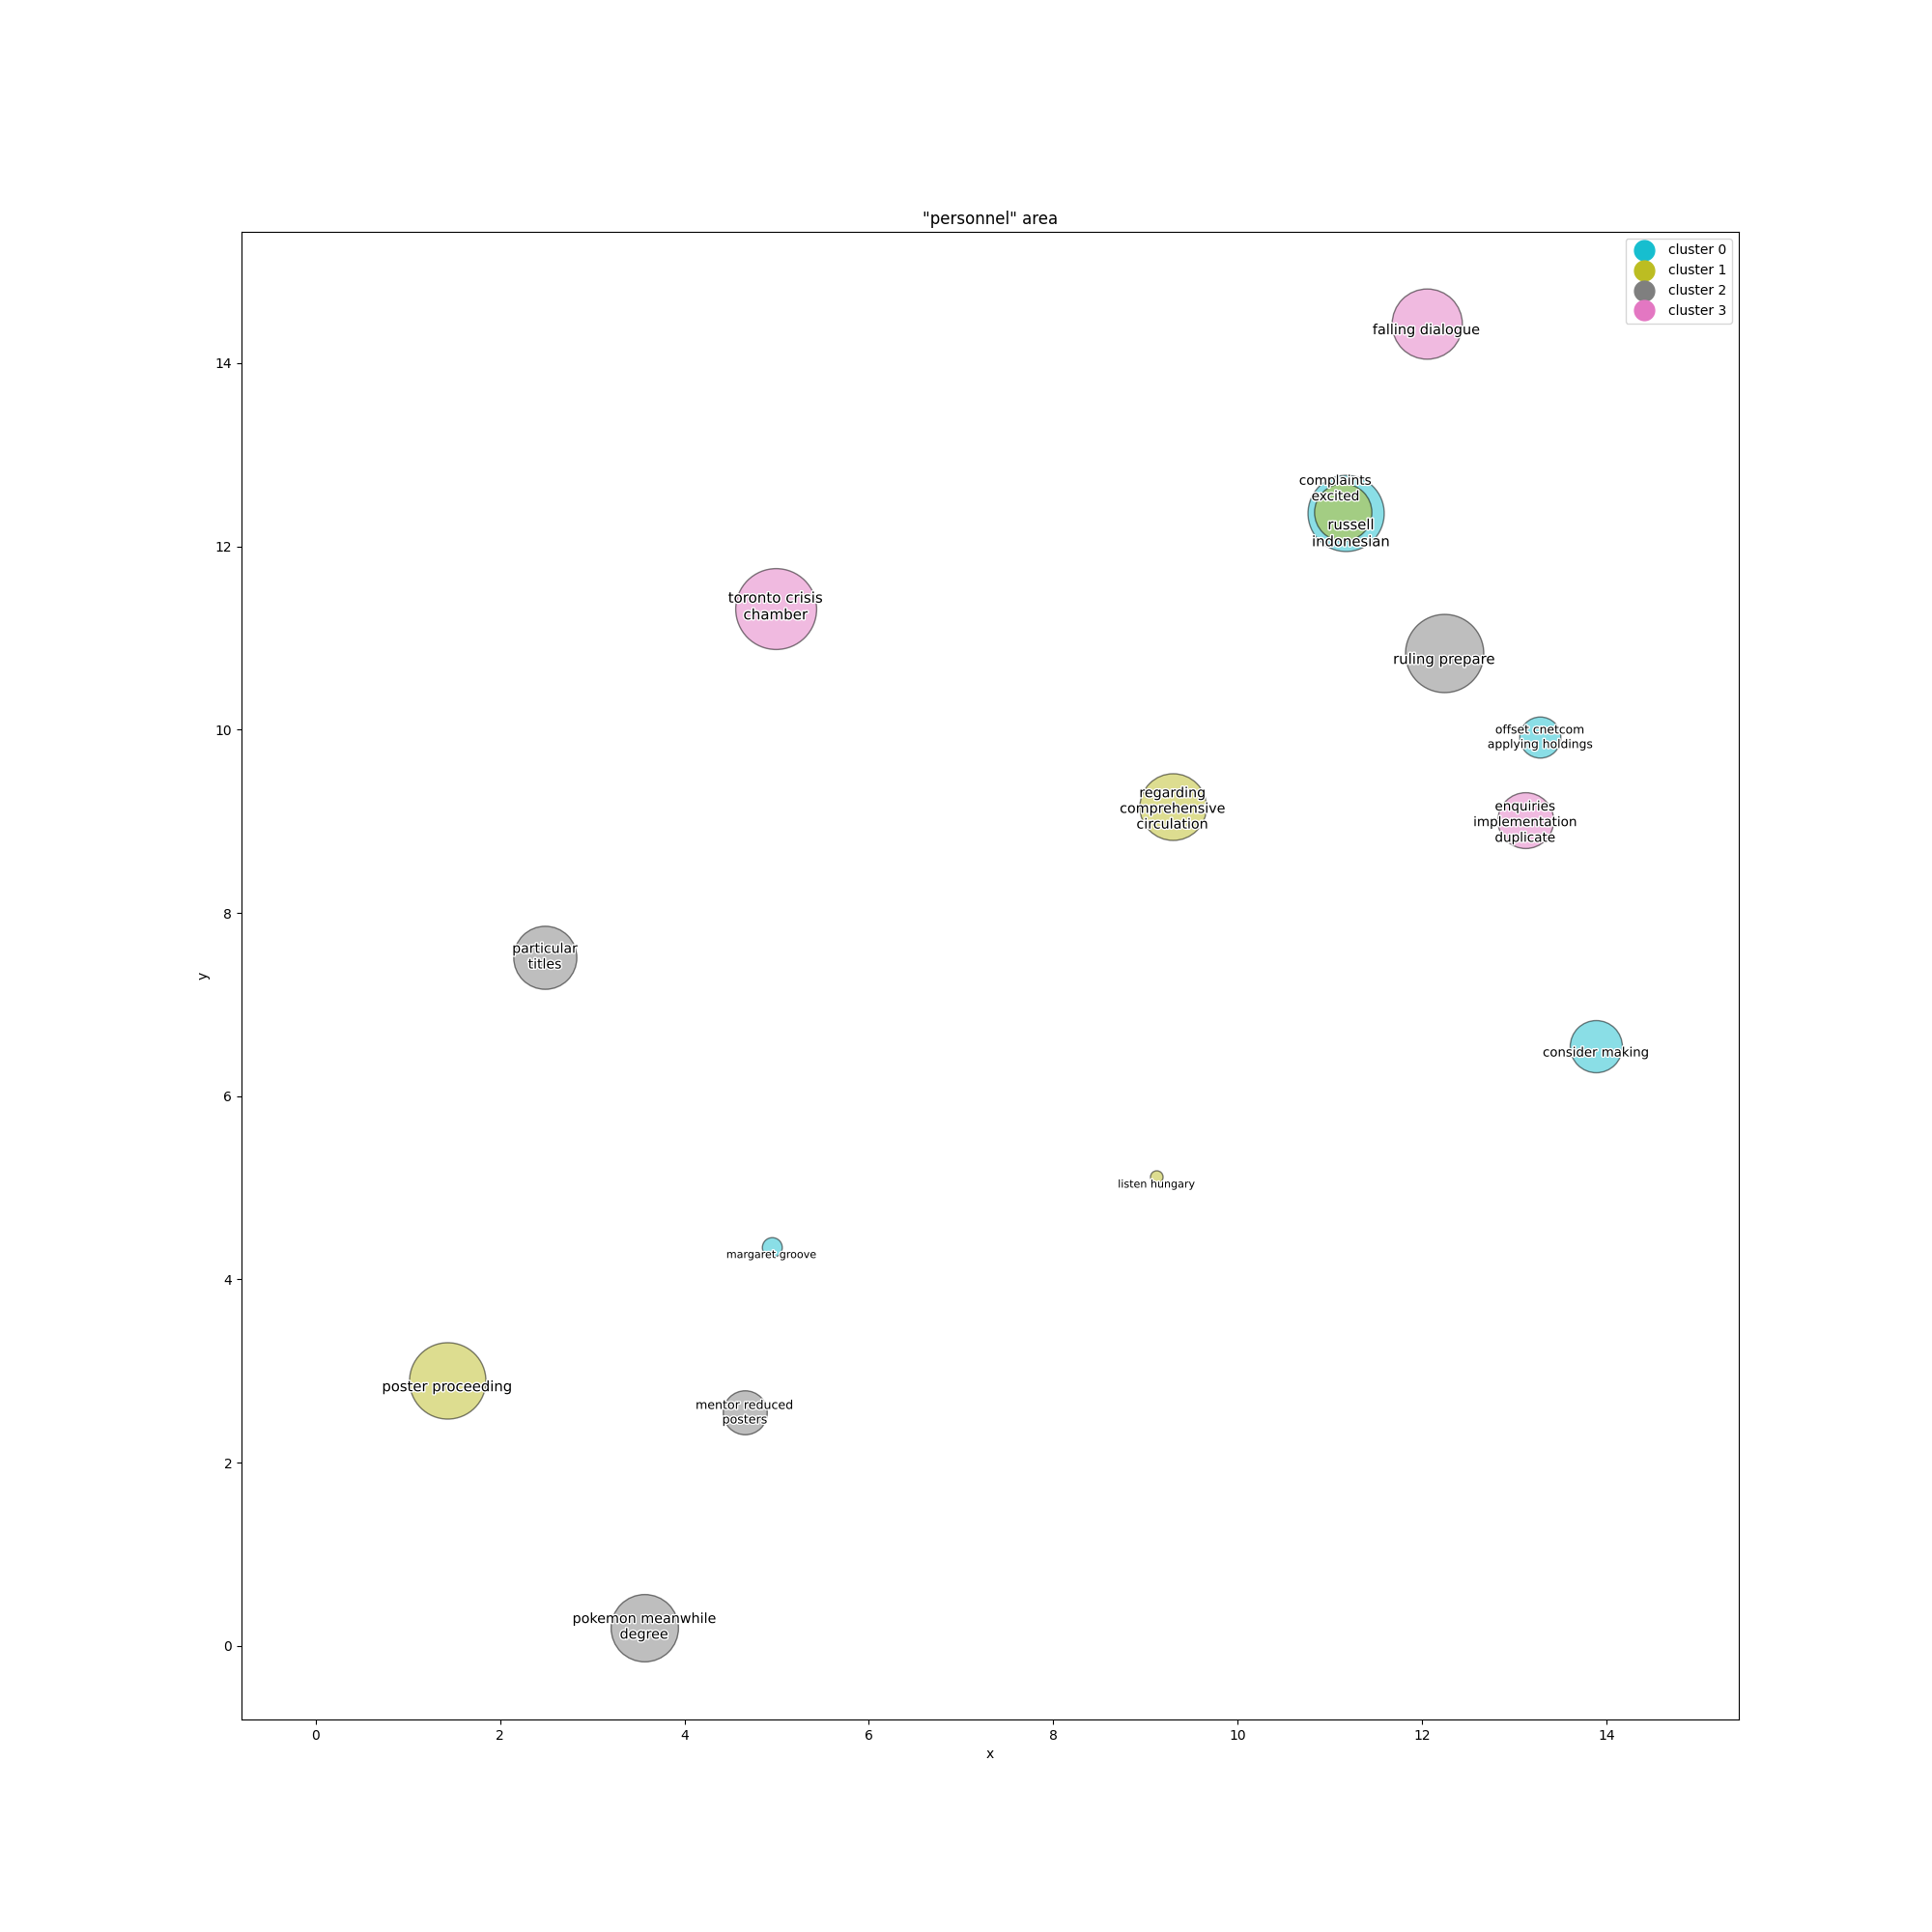 "personnel" area
cluster 0
cluster 1
cluster 2
cluster 3
falling dialogue
complaints
excited
russell
indonesian
toronto crisis
chamber
ruling prepare
offset cnetcom
applying holdings
regarding
comprehensive
circulation
enquiries
implementation
duplicate
particular
titles
consider making
listen hungary
margaret groove
poster proceeding
mentor reduced
posters
pokemon meanwhile
degree
14
12
10
8
6
4
2
0
y
0
2
4
6
8
10
12
14
x